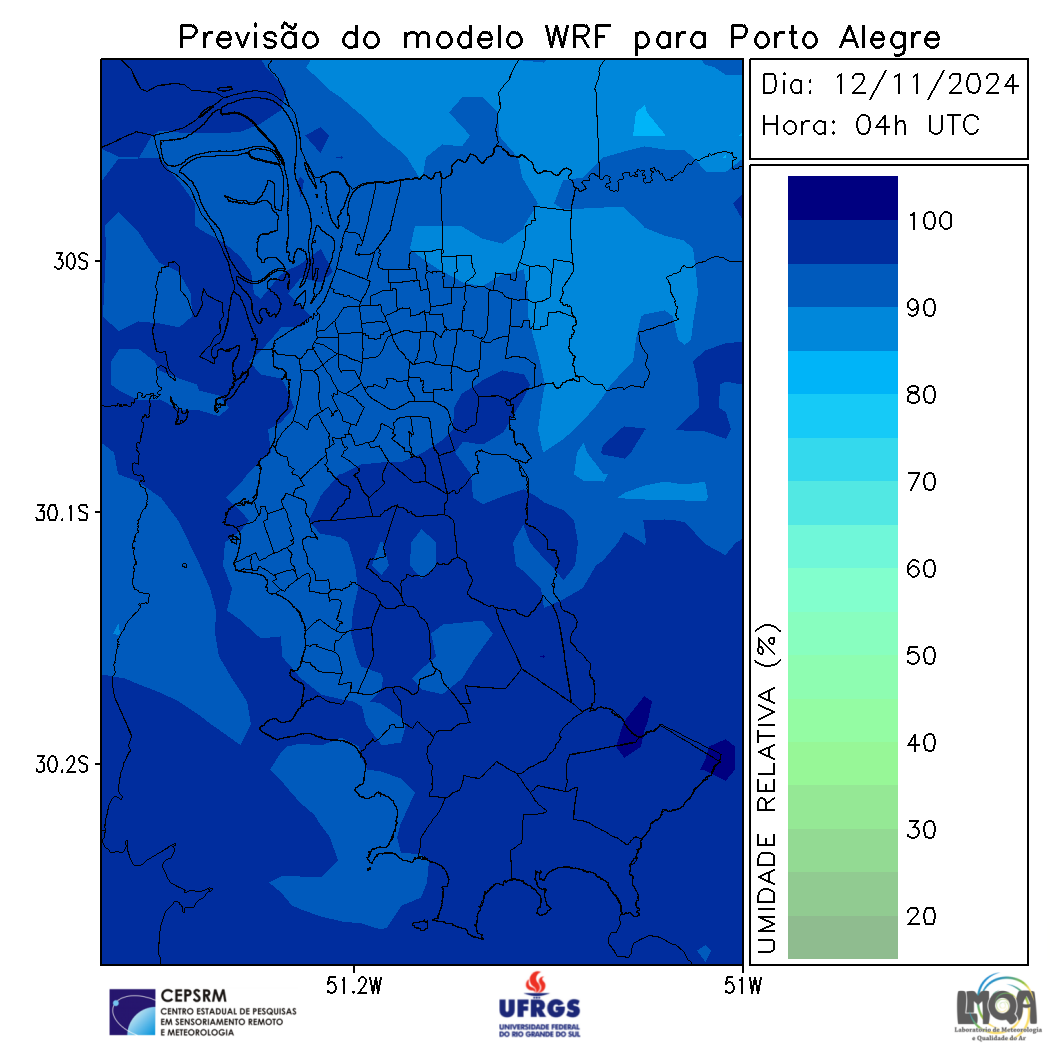 Previsão do modelo WRF para Porto Alegre
Dia: 12/11/2024
Hora: 04h UTC
30S
30.1S
30.2S
51.2W
51W
UMIDADE RELATIVA (%)
100
90
80
70
60
50
40
30
20
CEPSRM
CENTRO ESTADUAL DE PESQUISAS
EM SENSORIAMENTO REMOTO
E METEOROLOGIA
UFRGS
UNIVERSIDADE FEDERAL
DO RIO GRANDE DO SUL
LMQA
Laboratório de Meteorologia
e Qualidade do Ar